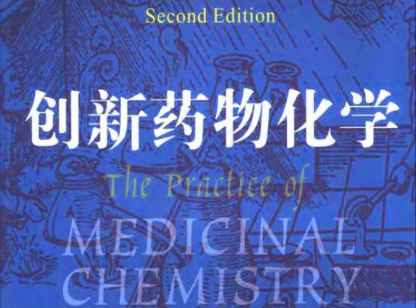 Second Edition
创新药物化学
The Practice of
MEDICINAL
CHEMISTRY